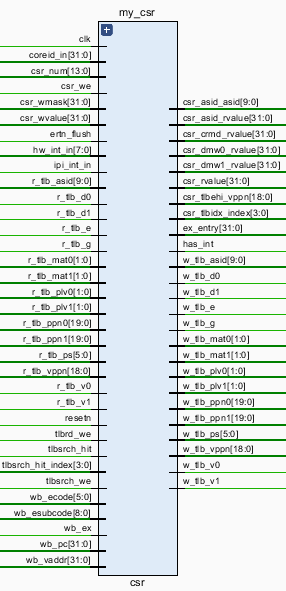 my_csr
clk
coreid_in[31:0]
csr_num[13:0]
csr_we
csr_wmask[31:0]
csr_wvalue[31:0]
ertn_flush
hw_int_in[7:0]
ipi_int_in
r_tlb_asid[9:0]
r_tlb_d0
r_tlb_d1
r_tlb_e
r_tlb_g
r_tlb_mat0[1:0]
r_tlb_mat1[1:0]
r_tlb_plv0[1:0]
r_tlb_plv1[1:0]
r_tlb_ppn0[19:0]
r_tlb_ppn1[19:0]
r_tlb_ps[5:0]
r_tlb_vppn[18:0]
r_tlb_v0
r_tlb_v1
resetn
tlbrd_we
tlbsrch_hit
tlbsrch_hit_index[3:0]
tlbsrch_we
wb_ecode[5:0]
wb_esubcode[8:0]
wb_ex
wb_pc[31:0]
wb_vaddr[31:0]
csr_asid_asid[9:0]
csr_asid_rvalue[31:0]
csr_crmd_rvalue[31:0]
csr_dmw0_rvalue[31:0]
csr_dmw1_rvalue[31:0]
csr_rvalue[31:0]
csr_tlbehi_vppn[18:0]
csr_tlbidx_index[3:0]
ex_entry[31:0]
has_int
w_tlb_asid[9:0]
w_tlb_d0
w_tlb_d1
w_tlb_e
w_tlb_g
w_tlb_mat0[1:0]
w_tlb_mat1[1:0]
w_tlb_plv0[1:0]
w_tlb_plv1[1:0]
w_tlb_ppn0[19:0]
w_tlb_ppn1[19:0]
w_tlb_ps[5:0]
w_tlb_vppn[18:0]
w_tlb_v0
w_tlb_v1
csr